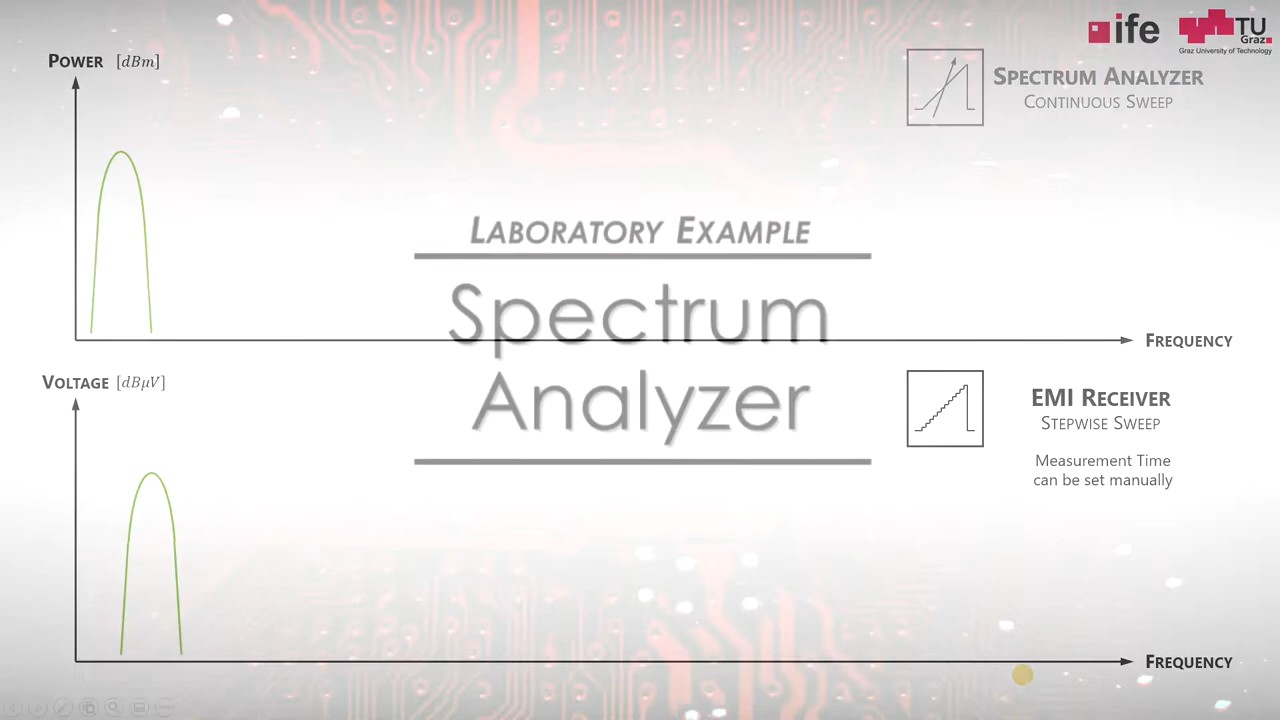 ife
TU
Graz
Graz University of Technology
POWER [dBm]
SPECTRUM ANALYZER
CONTINUOUS SWEEP
LABORATORY EXAMPLE
Spectrum
Analyzer
FREQUENCY
VOLTAGE [dBμV]
EMI RECEIVER
STEPWISE SWEEP
Measurement Time
can be set manually
FREQUENCY